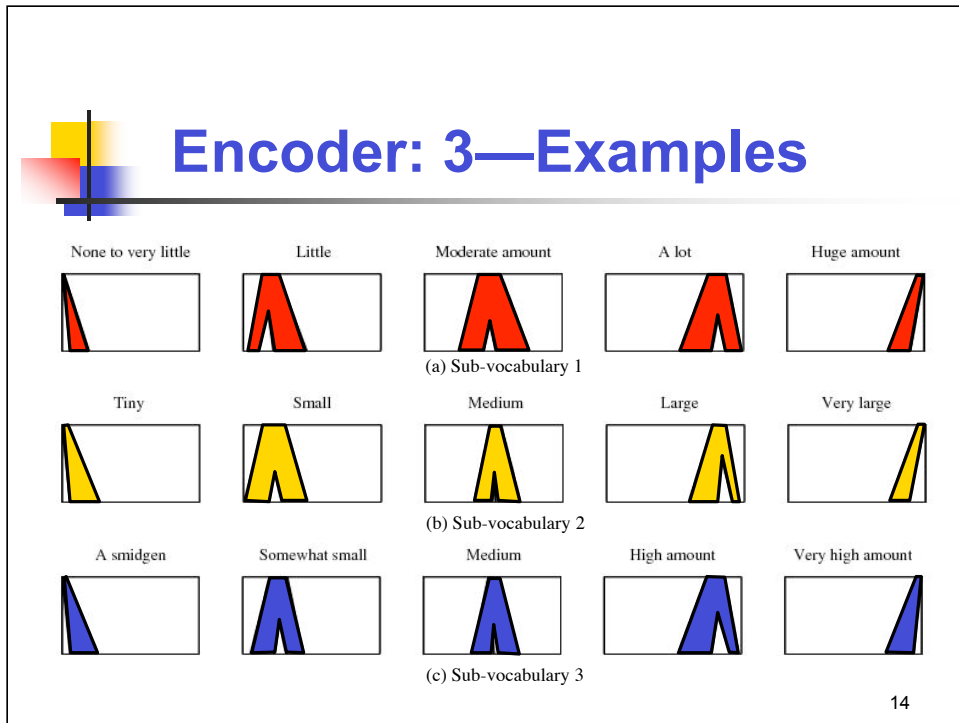 Encoder: 3—Examples
None to very little Little Moderate amount A lot Huge amount
(a) Sub-vocabulary 1
Tiny Small Medium Large Very large
(b) Sub-vocabulary 2
A smidgen Somewhat small Medium High amount Very high amount
(c) Sub-vocabulary 3
14